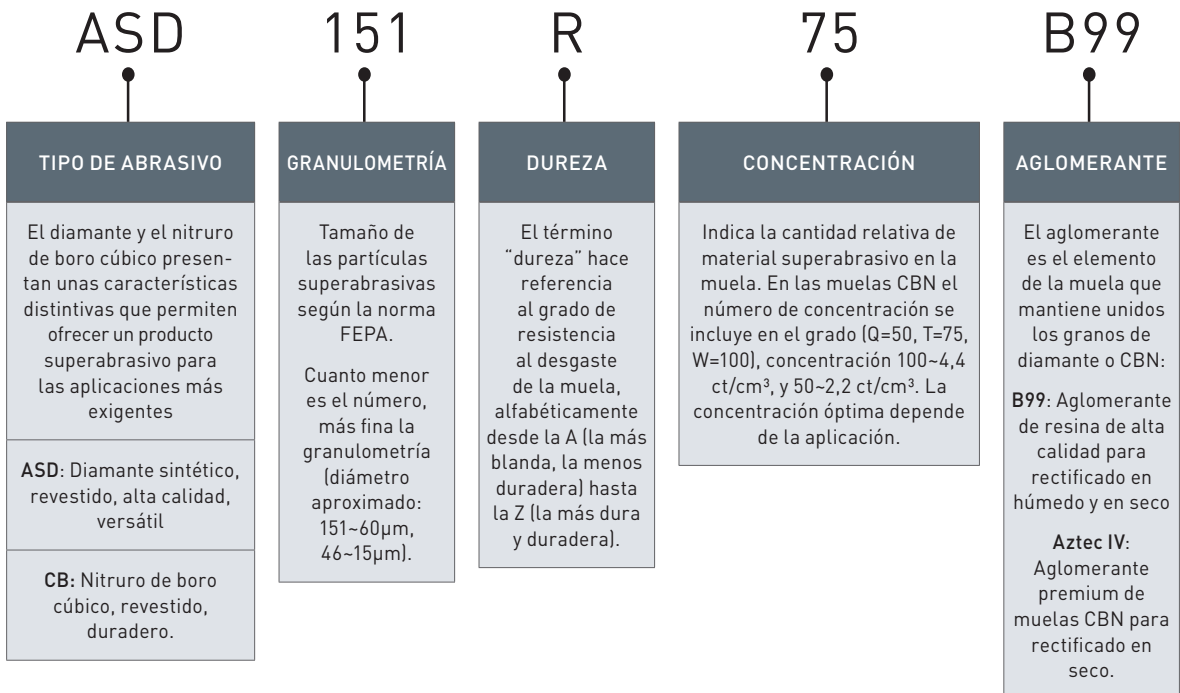 ASD
151
R
75
B99
TIPO DE ABRASIVO
El diamante y el nitruro
de boro cúbico presen-
tan unas características
distintivas que permiten
ofrecer un producto
superabrasivo para
las aplicaciones más
exigentes
ASD: Diamante sintético,
revestido, alta calidad,
versátil
CB: Nitruro de boro
cúbico, revestido,
duradero.
GRANULOMETRÍA
Tamaño de
las partículas
superabrasivas
según la norma
FEPA.
Cuanto menor
es el número,
más fina la
granulometría
(diámetro
aproximado:
151~60µm,
46~15µm).
DUREZA
El término
“dureza” hace
referencia
al grado de
resistencia
al desgaste
de la muela,
alfabéticamente
desde la A (la más
blanda, la menos
duradera) hasta
la Z (la más dura
y duradera).
CONCENTRACIÓN
Indica la cantidad relativa de
material superabrasivo en la
muela. En las muelas CBN el
número de concentración se
incluye en el grado (Q=50, T=75,
W=100), concentración 100~4,4
ct/cm³, y 50~2,2 ct/cm³. La
concentración óptima depende
de la aplicación.
AGLOMERANTE
El aglomerante
es el elemento
de la muela que
mantiene unidos
los granos de
diamante o CBN:
B99: Aglomerante
de resina de alta
calidad para
rectificado en
húmedo y en seco
Aztec IV:
Aglomerante
premium de
muelas CBN para
rectificado en
seco.